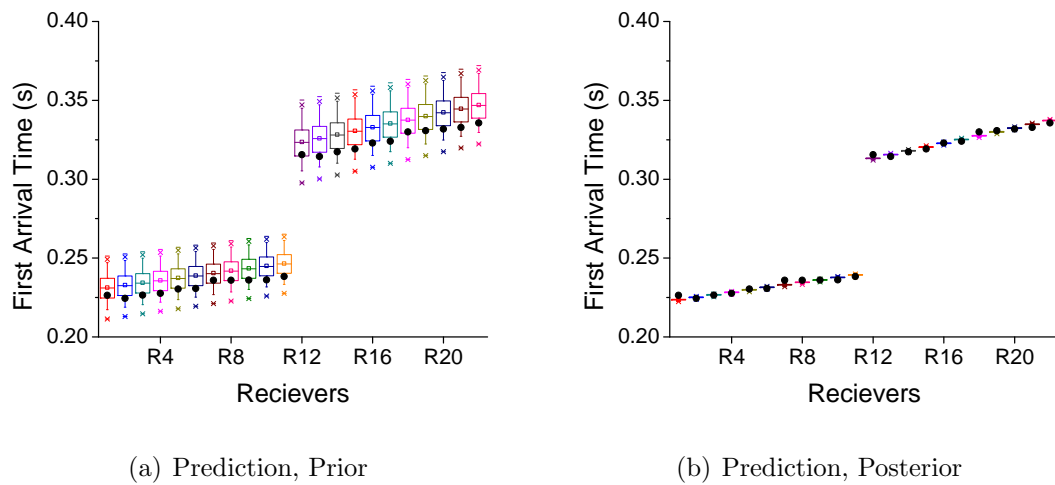 0.40
0.35
0.30
0.25
0.20
First Arrival Time (s)
R4 R8 R12 R16 R20
Recievers
(a) Prediction, Prior
0.40
0.35
0.30
0.25
0.20
First Arrival Time (s)
R4 R8 R12 R16 R20
Recievers
(b) Prediction, Posterior